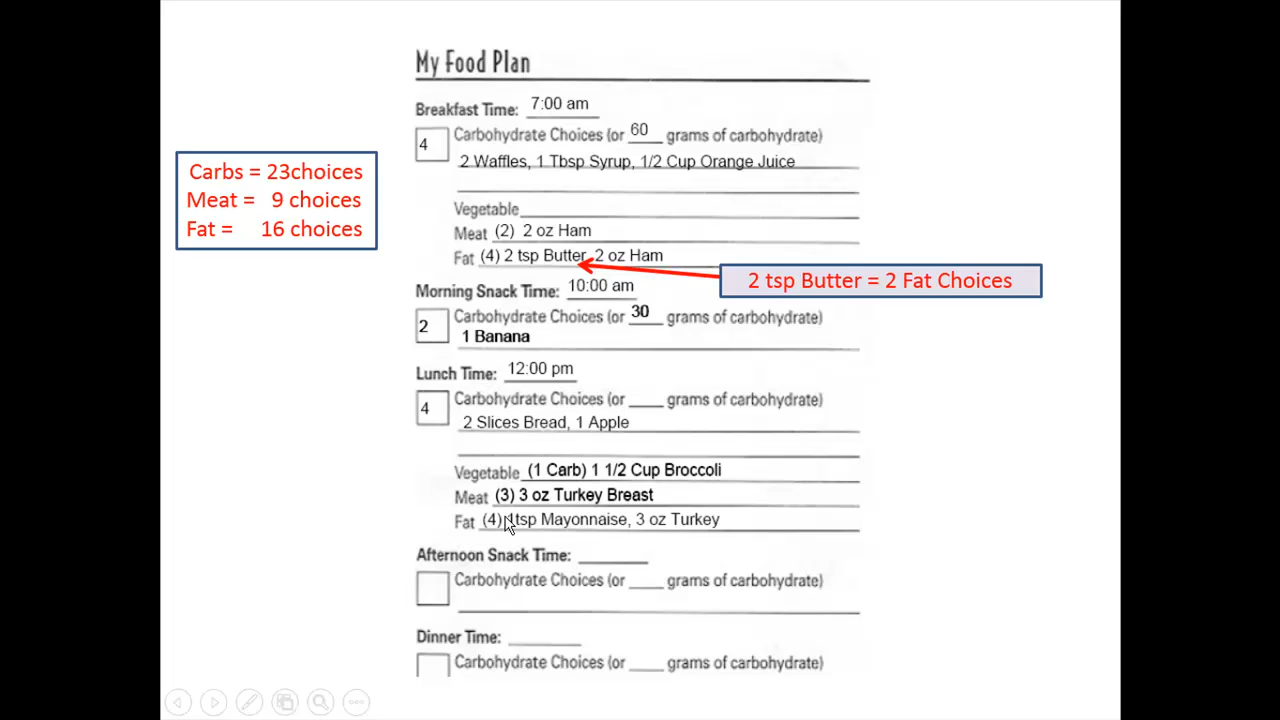 My Food Plan
Breakfast Time: 7:00 am
4 Carbohydrate Choices (or 60 grams of carbohydrate)
2 Waffles, 1 Tbsp Syrup, 1/2 Cup Orange Juice
Carbs = 23choices
Meat = 9 choices
Fat = 16 choices
Vegetable
Meat (2) 2 oz Ham
Fat (4) 2 tsp Butter, 2 oz Ham
2 tsp Butter = 2 Fat Choices
Morning Snack Time: 10:00 am
2 Carbohydrate Choices (or 30 grams of carbohydrate)
1 Banana
Lunch Time: 12:00 pm
4 Carbohydrate Choices (or ____ grams of carbohydrate)
2 Slices Bread, 1 Apple
Vegetable (1 Carb) 1 1/2 Cup Broccoli
Meat (3) 3 oz Turkey Breast
Fat (4) 1tsp Mayonnaise, 3 oz Turkey
Afternoon Snack Time:
Carbohydrate Choices (or ____ grams of carbohydrate)
Dinner Time:
Carbohydrate Choices (or ____ grams of carbohydrate)